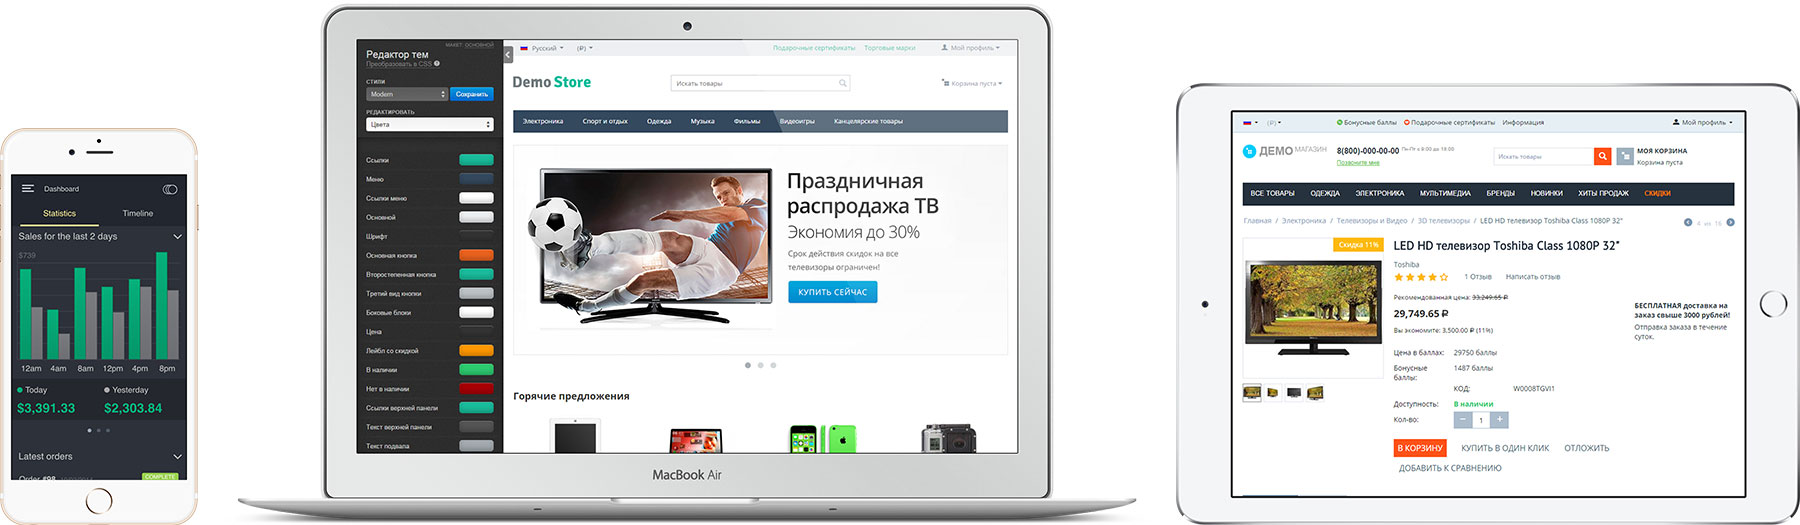 Dashboard
Statistics
Timeline
Sales for the last 2 days
$739
12am 4am 8am 12pm 4pm 8pm
Today
Yesterday
$3,391.33
$2,303.84
Latest orders
Order #98
COMPLETE
МАКЕТ: ОСНОВНОЙ
Редактор тем
Преобразовать в CSS
СТИЛИ
Modern
Сохранить
РЕДАКТИРОВАТЬ
Цвета
Ссылки
Меню
Ссылки меню
Основной
Шрифт
Основная кнопка
Второстепенная кнопка
Третий вид кнопки
Боковые блоки
Цена
Лейбл со скидкой
В наличии
Нет в наличии
Ссылки верхней панели
Текст верхней панели
Текст подвала
Русский
(₽)
Подарочные сертификаты
Торговые марки
Мой профиль
Demo Store
Искать товары
Корзина пуста
Электроника
Спорт и отдых
Одежда
Музыка
Фильмы
Видеоигры
Канцелярские товары
Праздничная
распродажа ТВ
Экономия до 30%
Срок действия скидок на все
телевизоры ограничен!
КУПИТЬ СЕЙЧАС
Горячие предложения
MacBook Air
(₽)
Бонусные баллы
Подарочные сертификаты
Информация
Мой профиль
ДЕМО МАГАЗИН
8(800)-000-00-00
Пн-Пт с 9:00 до 18:00
Позвоните мне
Искать товары
МОЯ КОРЗИНА
Корзина пуста
ВСЕ ТОВАРЫ
ОДЕЖДА
ЭЛЕКТРОНИКА
МУЛЬТИМЕДИА
БРЕНДЫ
НОВИНКИ
ХИТЫ ПРОДАЖ
СКИДКИ
Главная / Электроника / Телевизоры и Видео / 3D телевизоры / LED HD телевизор Toshiba Class 1080P 32"
4 из 16
Скидка 11%
LED HD телевизор Toshiba Class 1080P 32"
Toshiba
1 Отзыв
Написать отзыв
Рекомендованная цена: 33,249.65 ₽
29,749.65 ₽
Вы экономите: 3,500.00 ₽ (11%)
БЕСПЛАТНАЯ доставка на
заказ свыше 3000 рублей!
Отправка заказа в течение
суток.
Цена в баллах: 29750 баллы
Бонусные
баллы:
1487 баллы
КОД:
W0008TGVI1
Доступность:
В наличии
Кол-во:
− 1 +
В КОРЗИНУ
КУПИТЬ В ОДИН КЛИК
ОТЛОЖИТЬ
ДОБАВИТЬ К СРАВНЕНИЮ